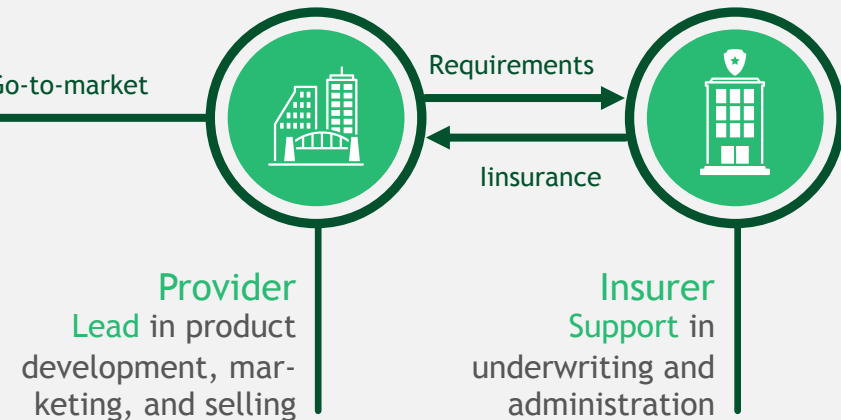 Go-to-market
Requirements
Iinsurance
Provider
Lead in product
development, mar-
keting, and selling
Insurer
Support in
underwriting and
administration